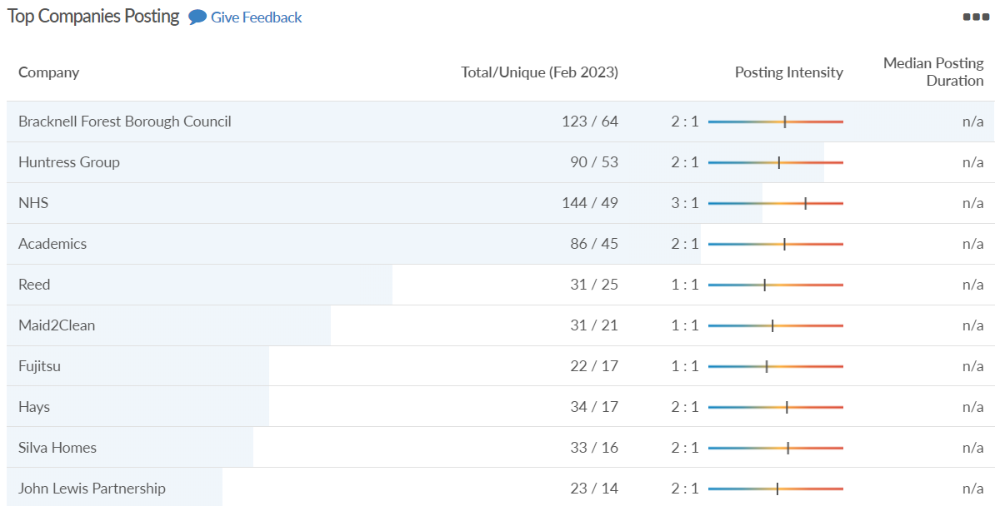 Top Companies Posting Give Feedback
Company Total/Unique (Feb 2023) Posting Intensity Median Posting Duration
Bracknell Forest Borough Council 123 / 64 2 : 1 n/a
Huntress Group 90 / 53 2 : 1 n/a
NHS 144 / 49 3 : 1 n/a
Academics 86 / 45 2 : 1 n/a
Reed 31 / 25 1 : 1 n/a
Maid2Clean 31 / 21 1 : 1 n/a
Fujitsu 22 / 17 1 : 1 n/a
Hays 34 / 17 2 : 1 n/a
Silva Homes 33 / 16 2 : 1 n/a
John Lewis Partnership 23 / 14 2 : 1 n/a